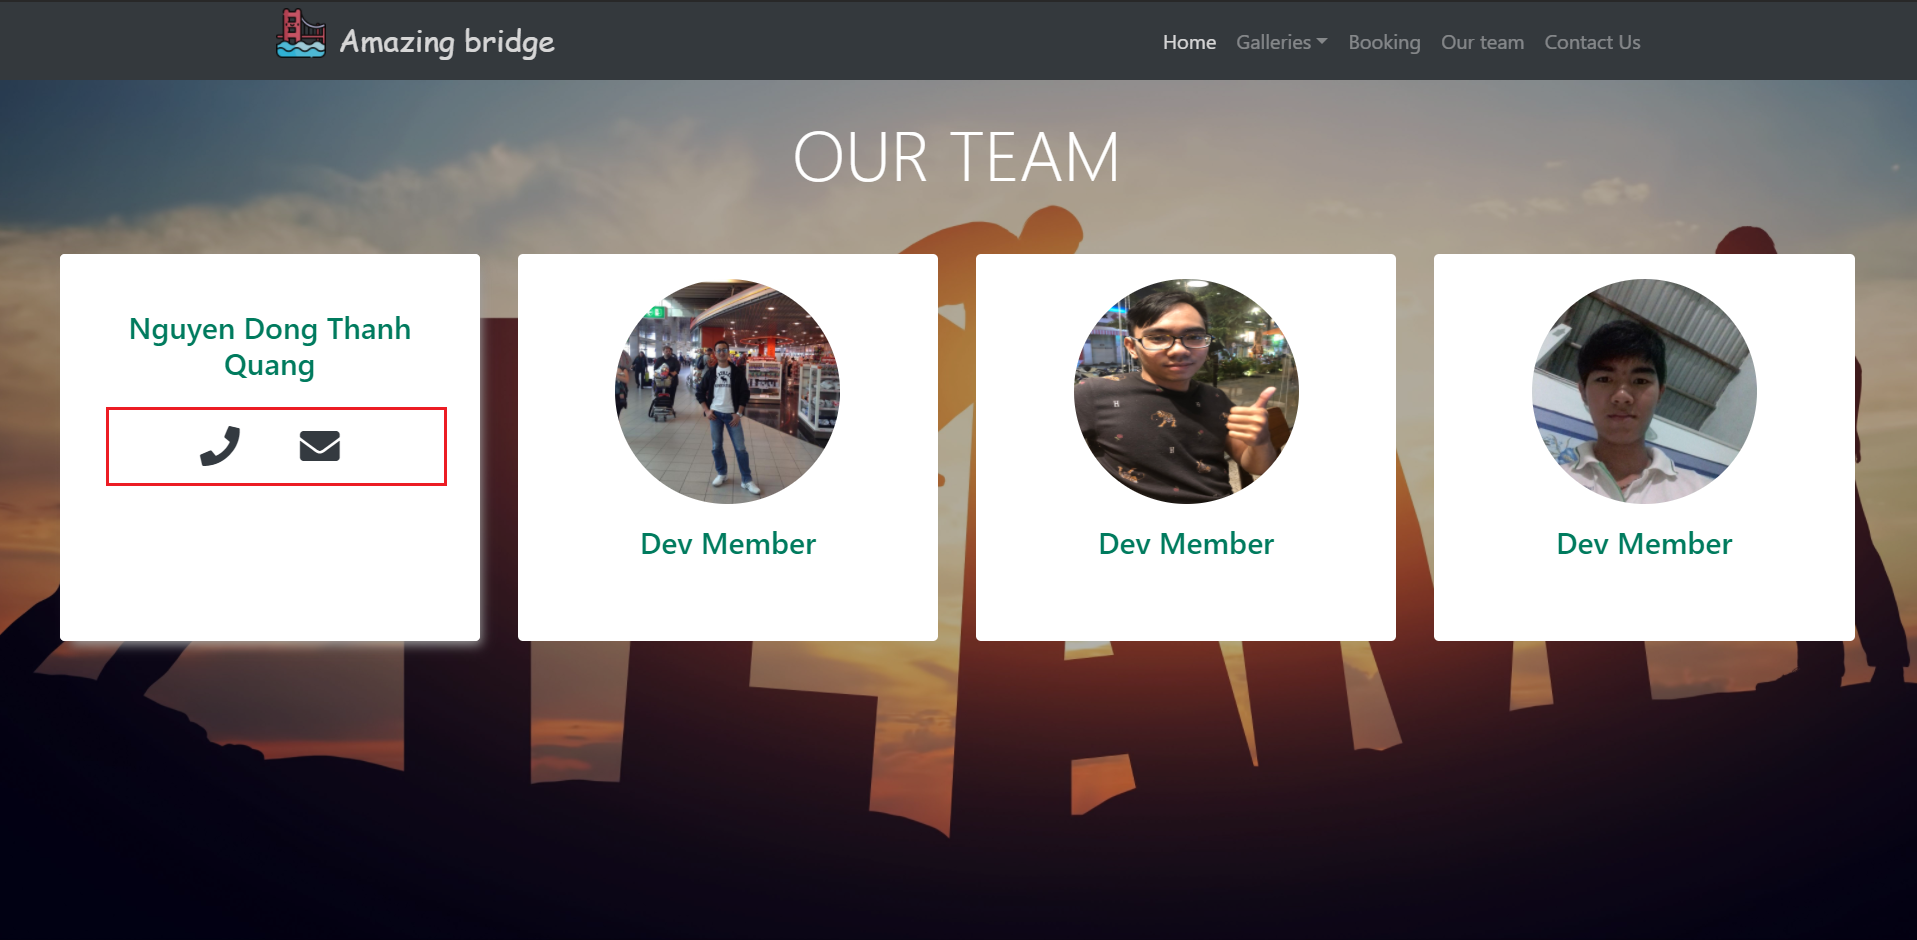 Amazing bridge
Home Galleries Booking Our team Contact Us
OUR TEAM
Nguyen Dong Thanh
Quang
Dev Member
Dev Member
Dev Member